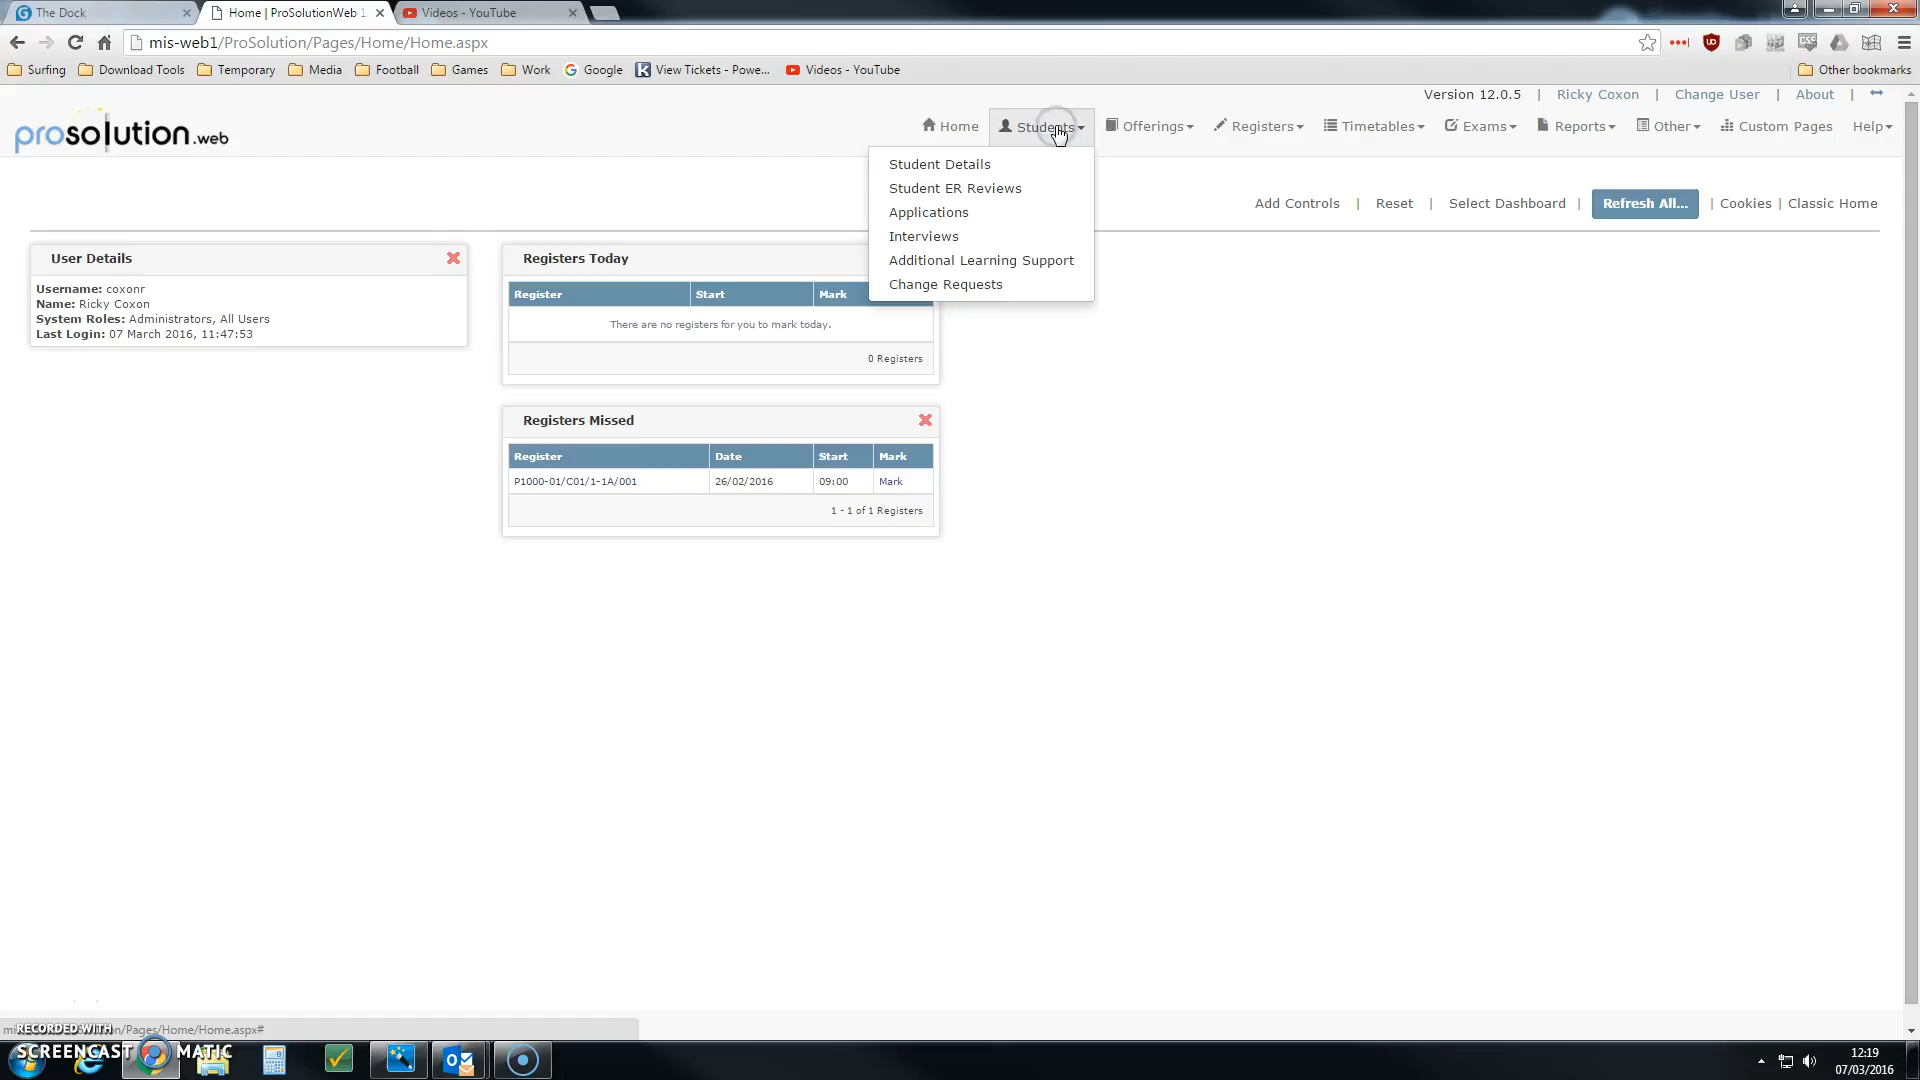 The Dock
Home | ProSolutionWeb 1
Videos - YouTube
mis-web1/ProSolution/Pages/Home/Home.aspx
Surfing Download Tools Temporary Media Football Games Work Google View Tickets - Powe... Videos - YouTube Other bookmarks
Version 12.0.5 | Ricky Coxon | Change User | About |
prosolution.web
Home Students Offerings Registers Timetables Exams Reports Other Custom Pages Help
Student Details
Student ER Reviews
Applications
Interviews
Additional Learning Support
Change Requests
Add Controls | Reset | Select Dashboard | Refresh All... | Cookies | Classic Home
User Details
Username: coxonr
Name: Ricky Coxon
System Roles: Administrators, All Users
Last Login: 07 March 2016, 11:47:53
Registers Today
Register Start Mark
There are no registers for you to mark today.
0 Registers
Registers Missed
Register Date Start Mark
P1000-01/C01/1-1A/001 26/02/2016 09:00 Mark
1 - 1 of 1 Registers
RECORDED WITH
/Pages/Home/Home.aspx#
SCREENCAST MATIC
12:19
07/03/2016